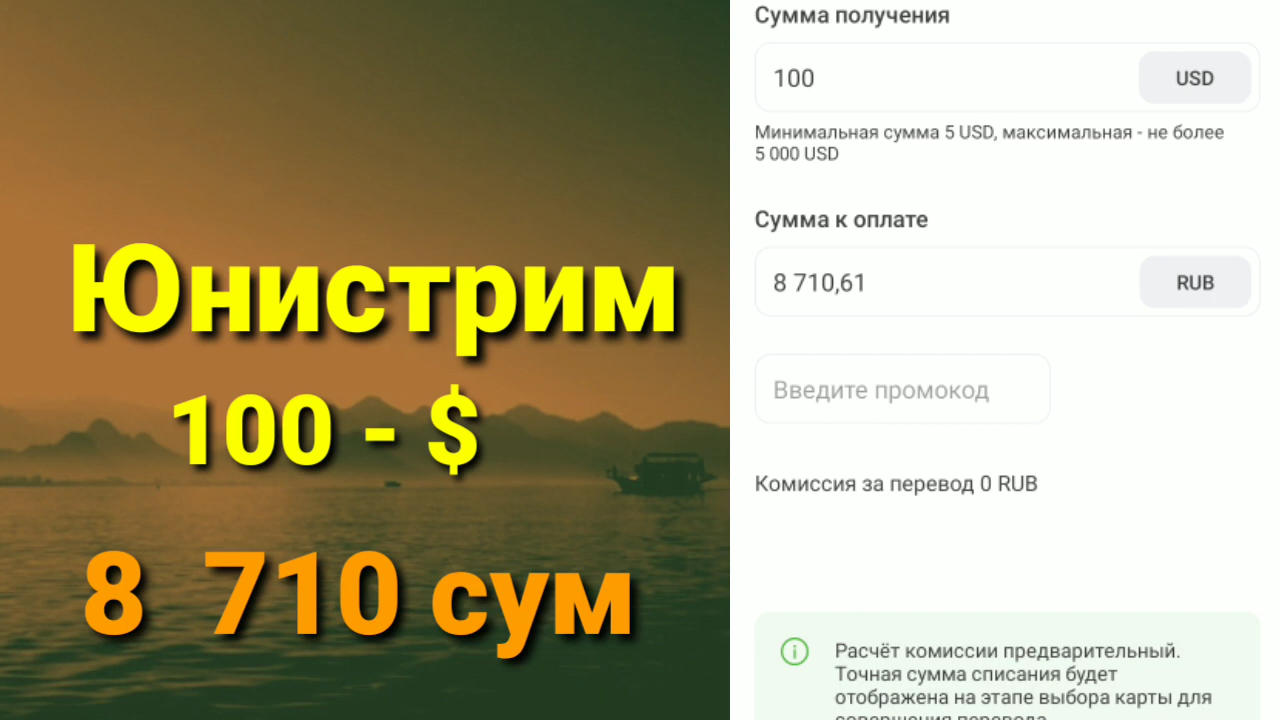 Юнистрим
100 - $
8 710 сум
Сумма получения
100
USD
Минимальная сумма 5 USD, максимальная - не более
5 000 USD
Сумма к оплате
8 710,61
RUB
Введите промокод
Комиссия за перевод 0 RUB
Расчёт комиссии предварительный.
Точная сумма списания будет
отображена на этапе выбора карты для
совершения перевода